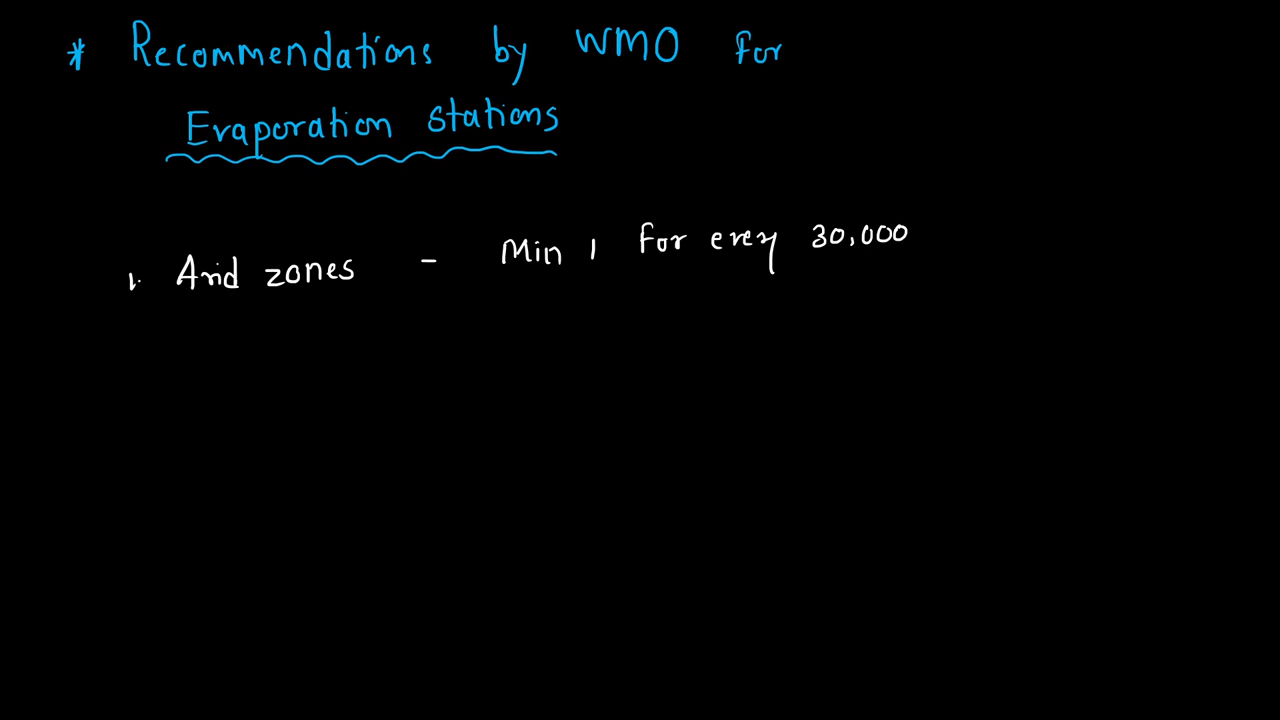 * Recommendations by WMO for
Evaporation stations
1. Arid zones - Min 1 for every 30,000